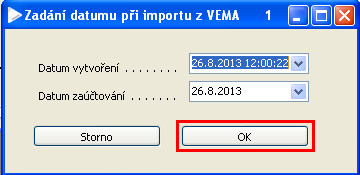 Zadání datumu při importu z VEMA 1
Datum vytvoření . . . . . . . . 26.8.2013 12:00:22
Datum zaúčtování . . . . . . . 26.8.2013
Storno OK